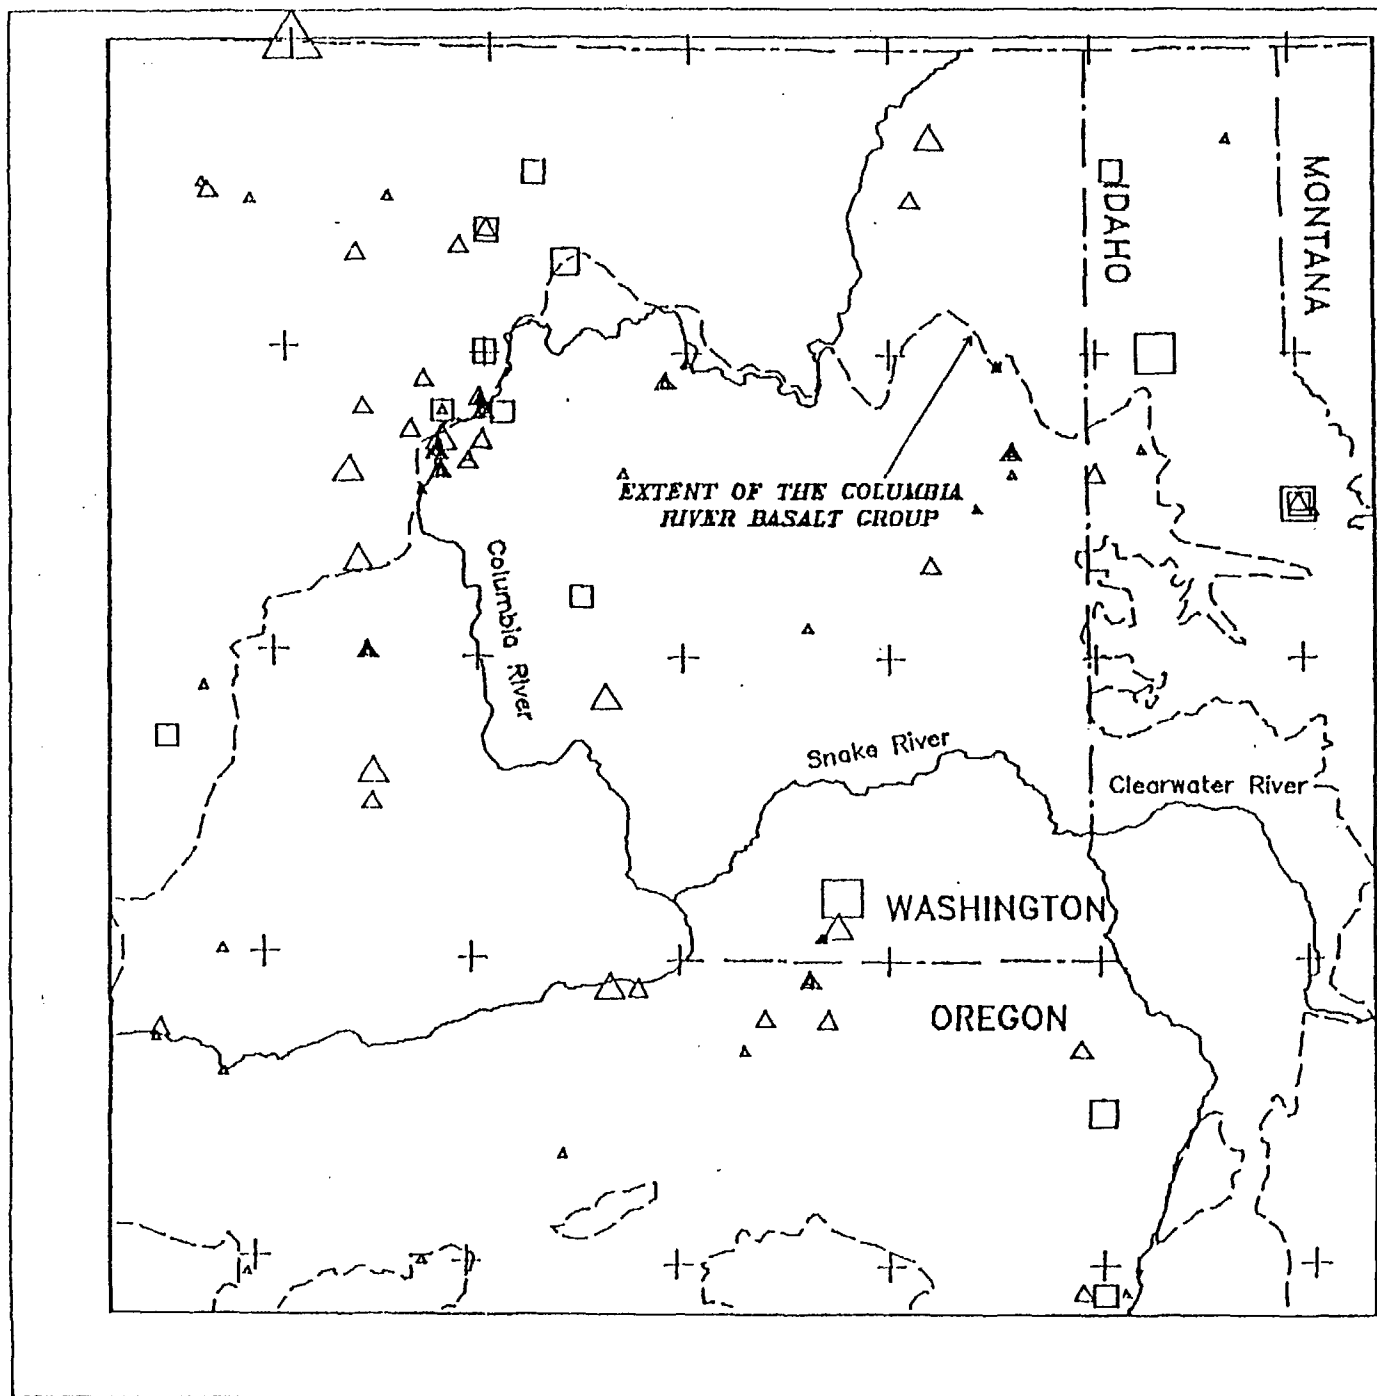 IDAHO
MONTANA
EXTENT OF THE COLUMBIA
RIVER BASALT GROUP
Columbia River
Snake River
Clearwater River
WASHINGTON
OREGON